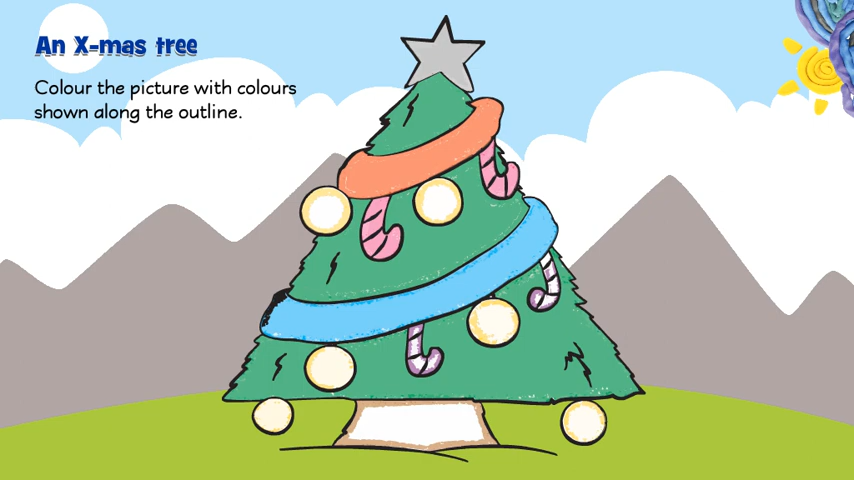 An X-mas tree
Colour the picture with colours
shown along the outline.